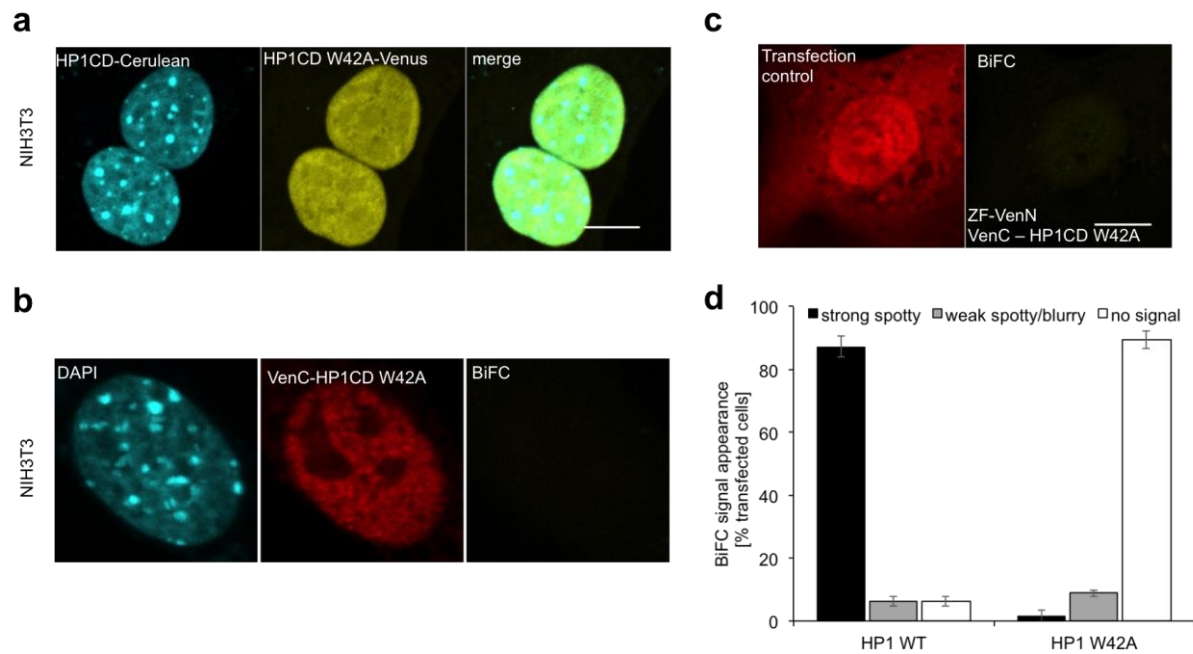 a
HP1CD-Cerulean
HP1CD W42A-Venus
merge
NIH3T3
b
DAPI
VenC-HP1CD W42A
BiFC
NIH3T3
c
Transfection
control
BiFC
ZF-VenN
VenC – HP1CD W42A
d
100
80
60
40
20
0
BiFC signal appearance
[% transfected cells]
strong spotty
weak spotty/blurry
no signal
HP1 WT
HP1 W42A